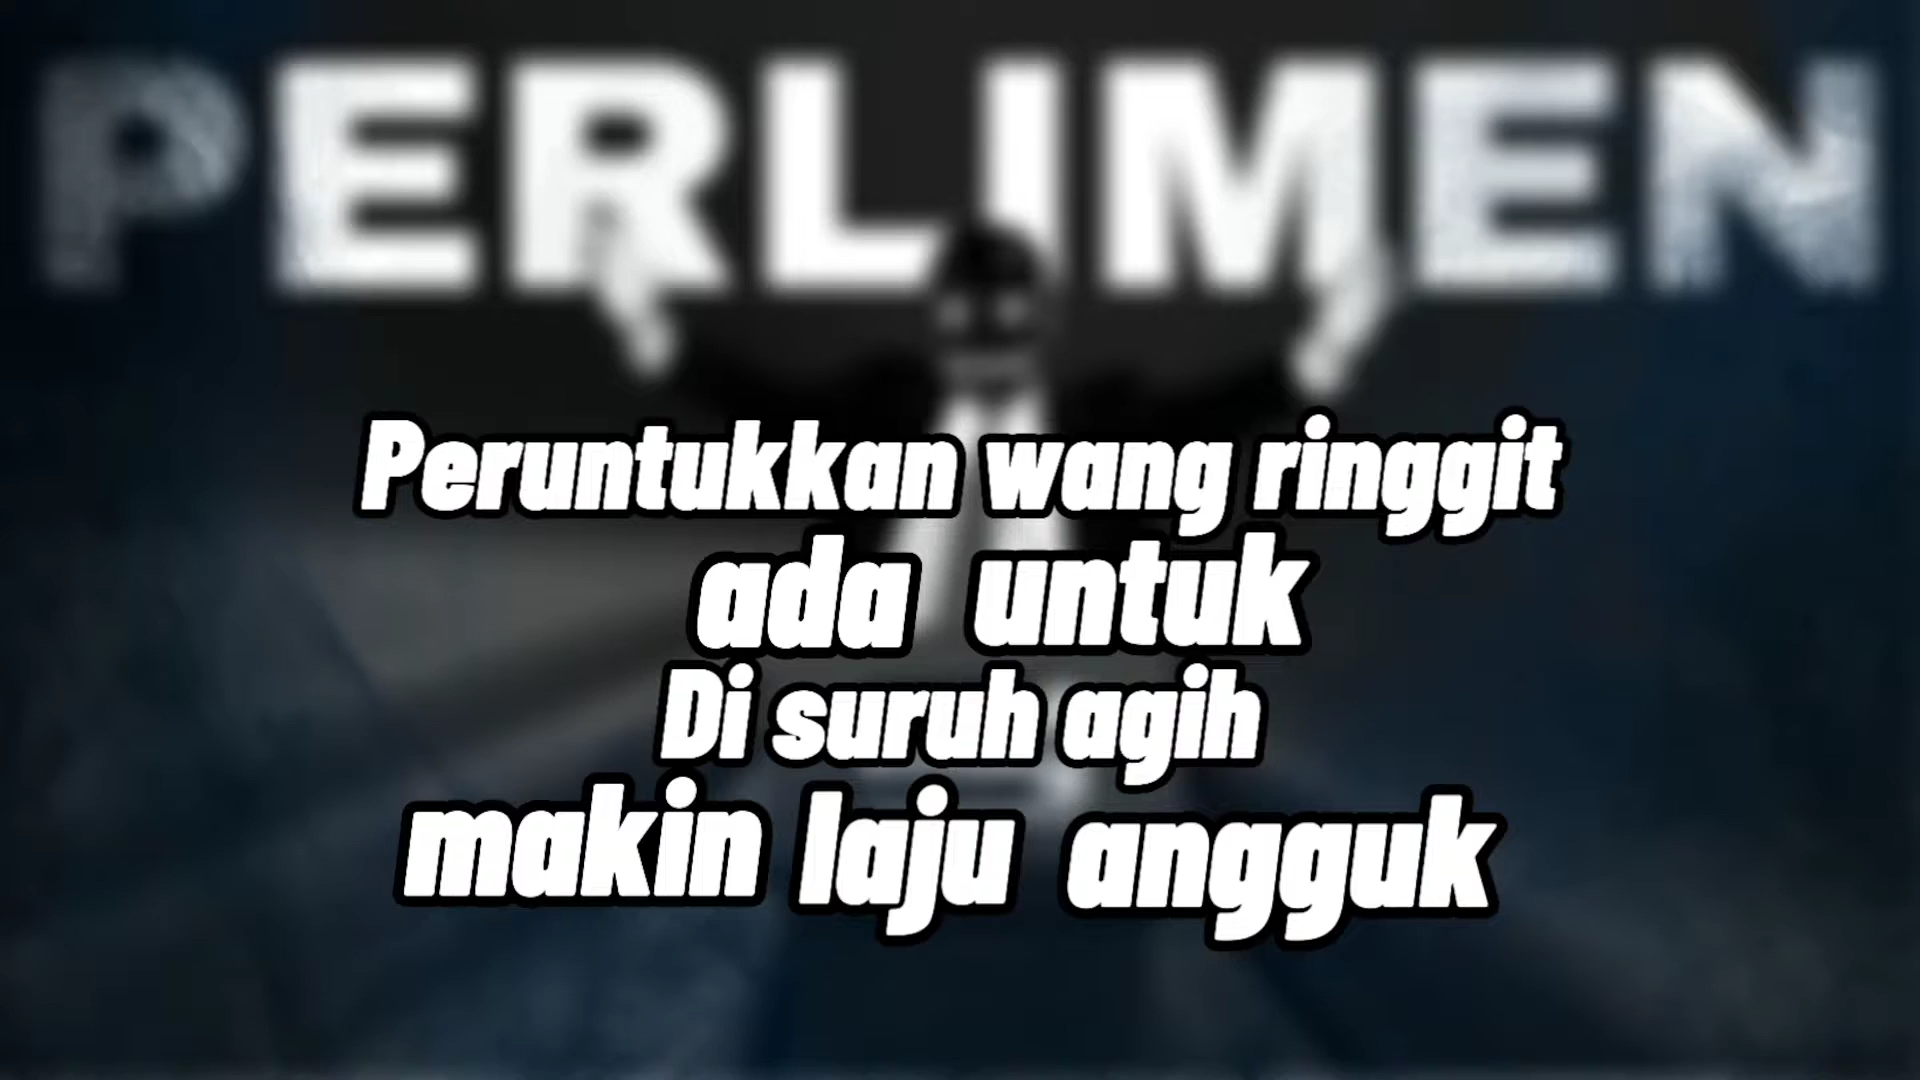 PERLIMEN
Peruntukkan wang ringgit
ada untuk
Di suruh agih
makin laju angguk